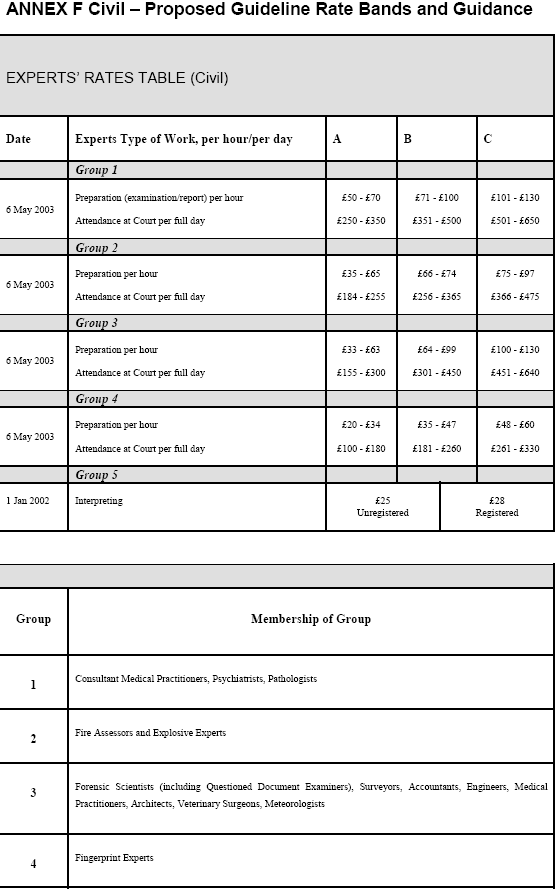 ANNEX F Civil – Proposed Guideline Rate Bands and Guidance
EXPERTS' RATES TABLE (Civil)
Date Experts Type of Work, per hour/per day A B C
Group 1
6 May 2003
Preparation (examination/report) per hour £50 - £70 £71 - £100 £101 - £130
Attendance at Court per full day £250 - £350 £351 - £500 £501 - £650
Group 2
6 May 2003
Preparation per hour £35 - £65 £66 - £74 £75 - £97
Attendance at Court per full day £184 - £255 £256 - £365 £366 - £475
Group 3
6 May 2003
Preparation per hour £33 - £63 £64 - £99 £100 - £130
Attendance at Court per full day £155 - £300 £301 - £450 £451 - £640
Group 4
6 May 2003
Preparation per hour £20 - £34 £35 - £47 £48 - £60
Attendance at Court per full day £100 - £180 £181 - £260 £261 - £330
Group 5
1 Jan 2002 Interpreting £25 £28
Unregistered Registered
Group Membership of Group
1 Consultant Medical Practitioners, Psychiatrists, Pathologists
2 Fire Assessors and Explosive Experts
3 Forensic Scientists (including Questioned Document Examiners), Surveyors, Accountants, Engineers, Medical
Practitioners, Architects, Veterinary Surgeons, Meteorologists
4 Fingerprint Experts